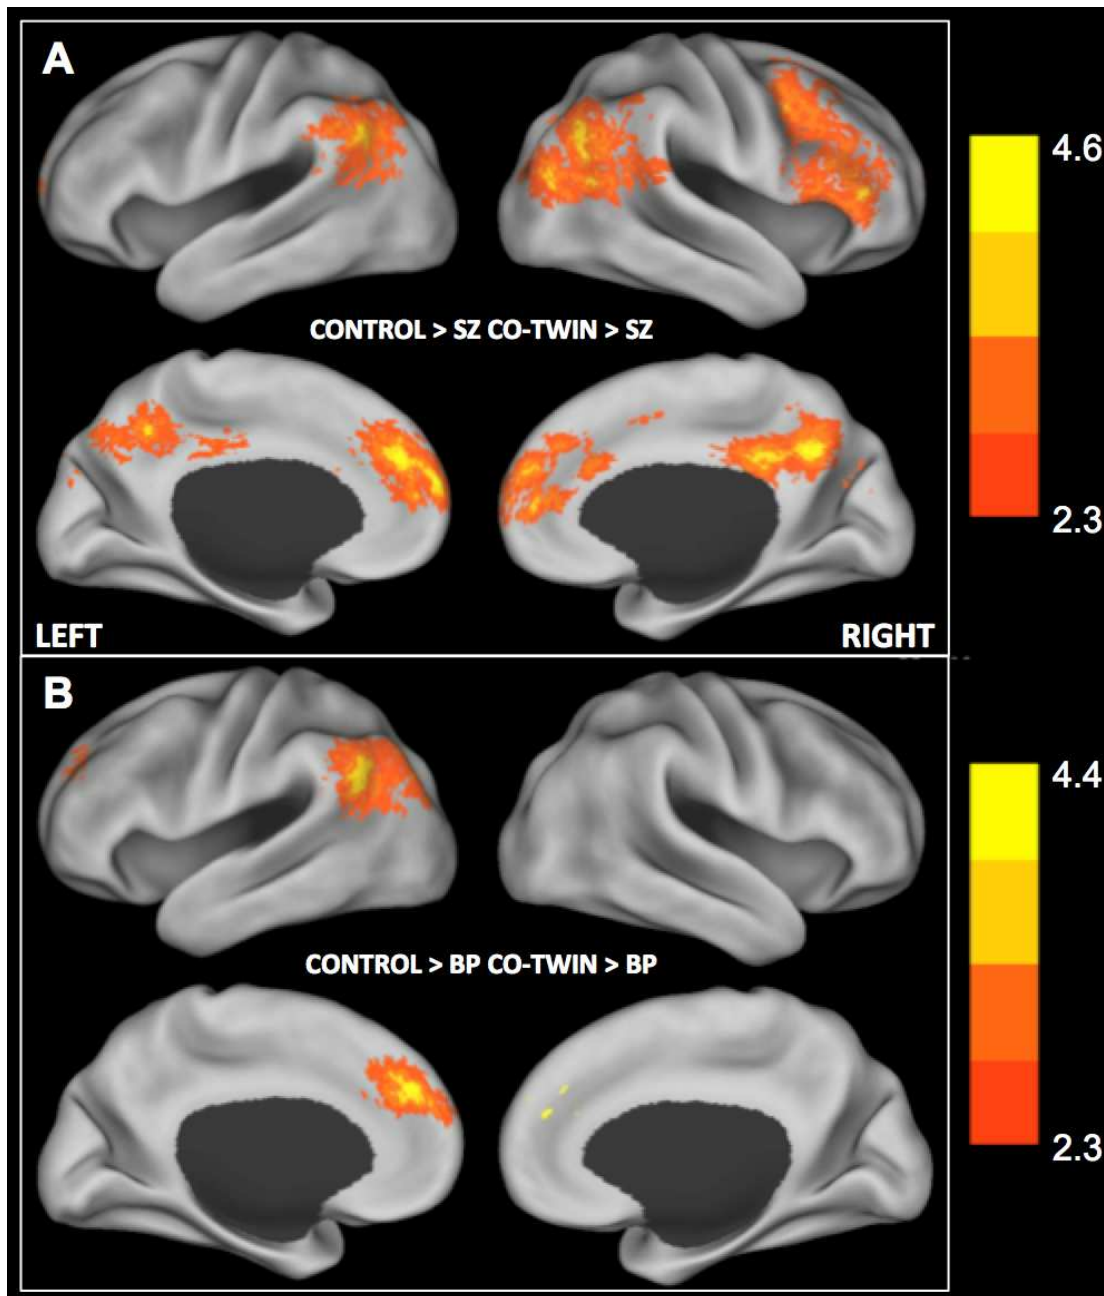 A
4.6
CONTROL > SZ CO-TWIN > SZ
2.3
LEFT
RIGHT
B
4.4
CONTROL > BP CO-TWIN > BP
2.3